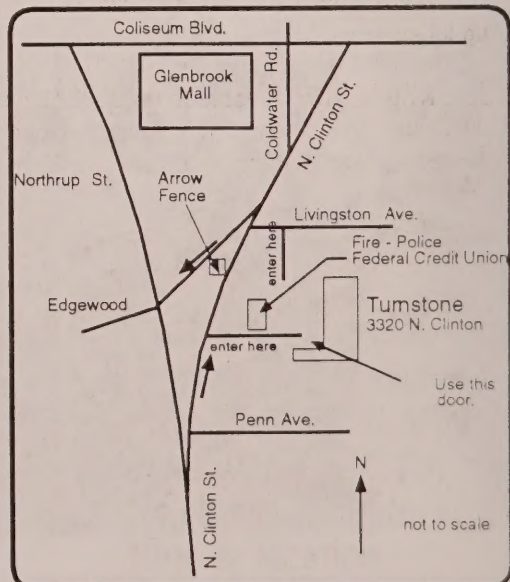 Coliseum Blvd.
Glenbrook
Mall
Coldwater Rd.
N. Clinton St.
Northrup St.
Arrow
Fence
Livingston Ave.
enter here
Fire - Police
Federal Credit Union
Edgewood
Turnstone
3320 N. Clinton
enter here
Use this
door.
Penn Ave.
N
N. Clinton St.
not to scale